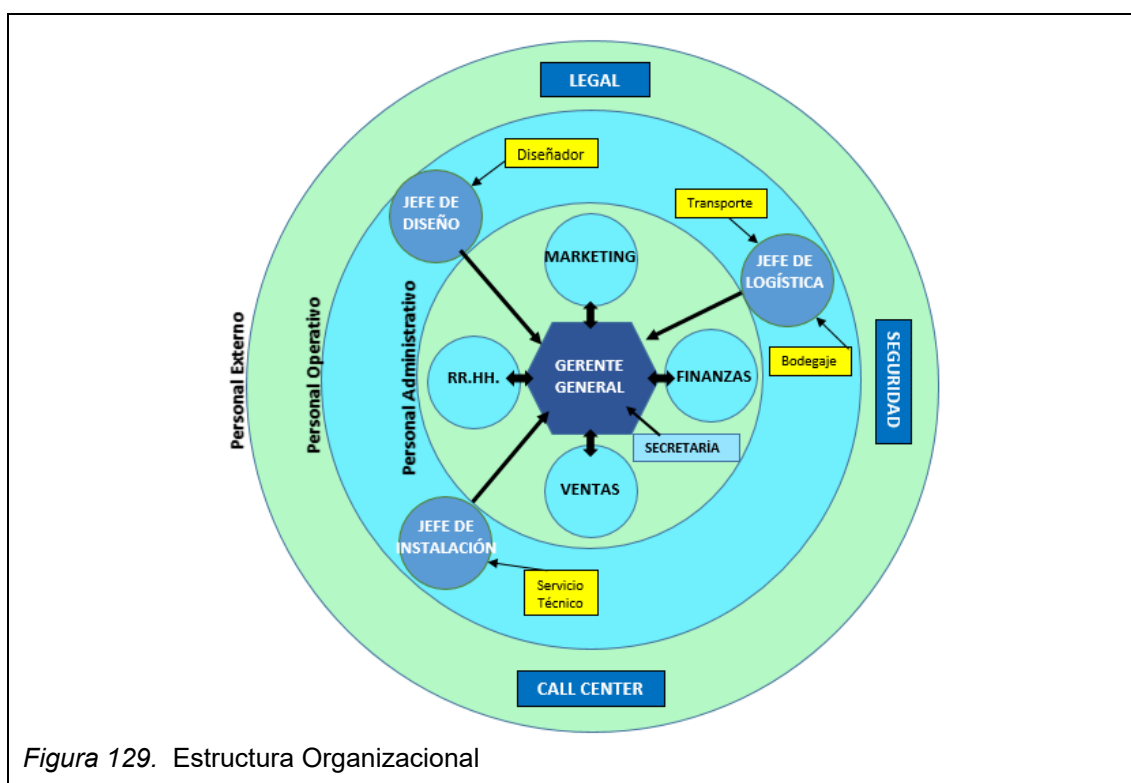 LEGAL
Diseñador
JEFE DE
DISEÑO
Transporte
JEFE DE
LOGÍSTICA
MARKETING
Personal Externo
Personal Operativo
Personal Administrativo
RR.HH.
GERENTE
GENERAL
FINANZAS
Bodegaje
SEGURIDAD
SECRETARÍA
VENTAS
JEFE DE
INSTALACIÓN
Servicio
Técnico
CALL CENTER
Figura 129. Estructura Organizacional